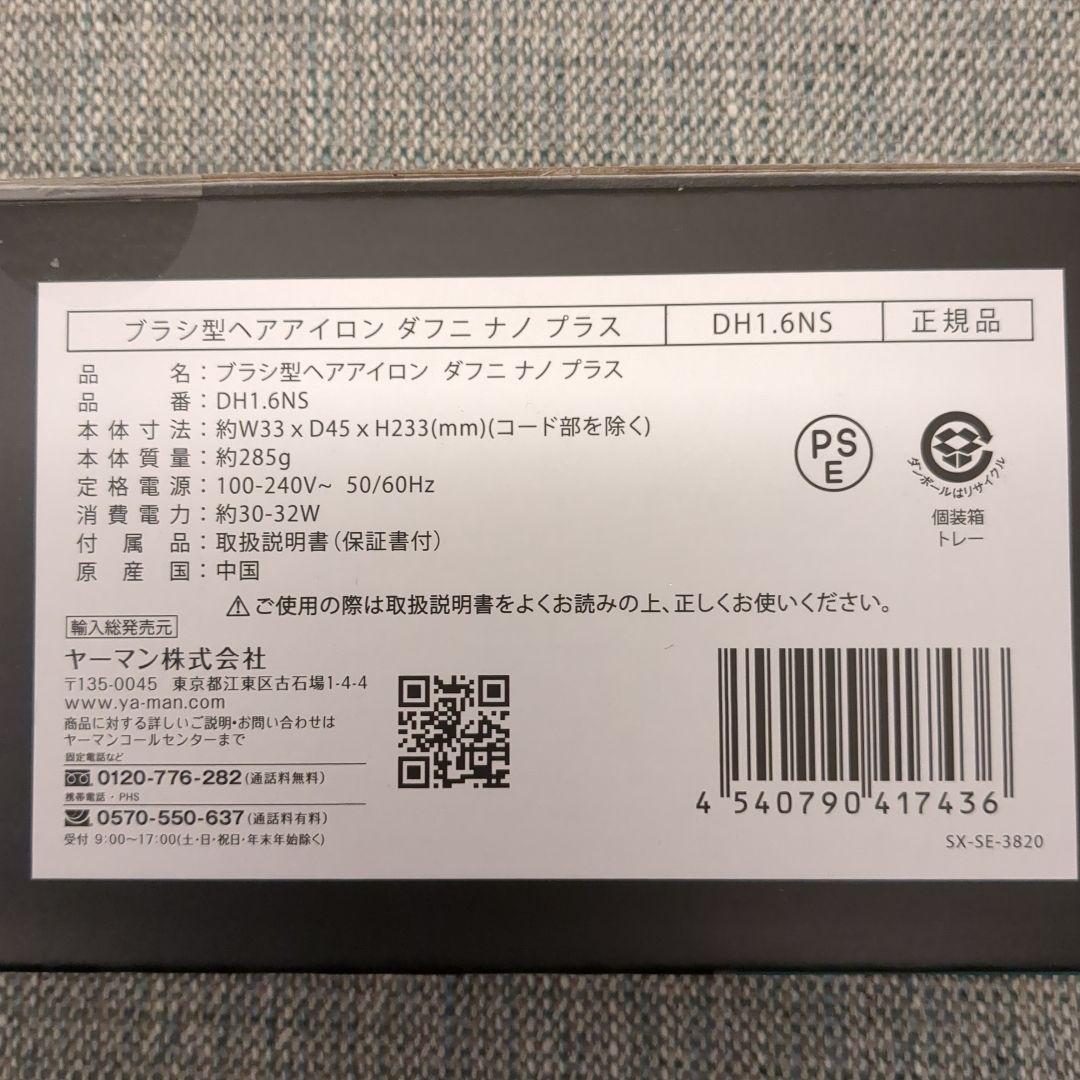 ブラシ型ヘアアイロン ダフニ ナノ プラス DH1.6NS 正規品
品名：ブラシ型ヘアアイロン ダフニ ナノ プラス
品番：DH1.6NS
本体寸法：約W33 x D45 x H233(mm)(コード部を除く)
本体質量：約285g
定格電源：100-240V~ 50/60Hz
消費電力：約30-32W
付属品：取扱説明書(保証書付)
原産国：中国
PS
E
ダンボールはリサイクル
個装箱
トレー
⚠ご使用の際は取扱説明書をよくお読みの上、正しくお使いください。
輸入総発売元
ヤーマン株式会社
〒135-0045 東京都江東区古石場1-4-4
www.ya-man.com
商品に対する詳しいご説明・お問い合わせは
ヤーマンコールセンターまで
固定電話など
0120-776-282(通話料無料)
携帯電話・PHS
0570-550-637(通話料有料)
受付 9:00〜17:00(土・日・祝日・年末年始除く)
4 540790 417436
SX-SE-3820